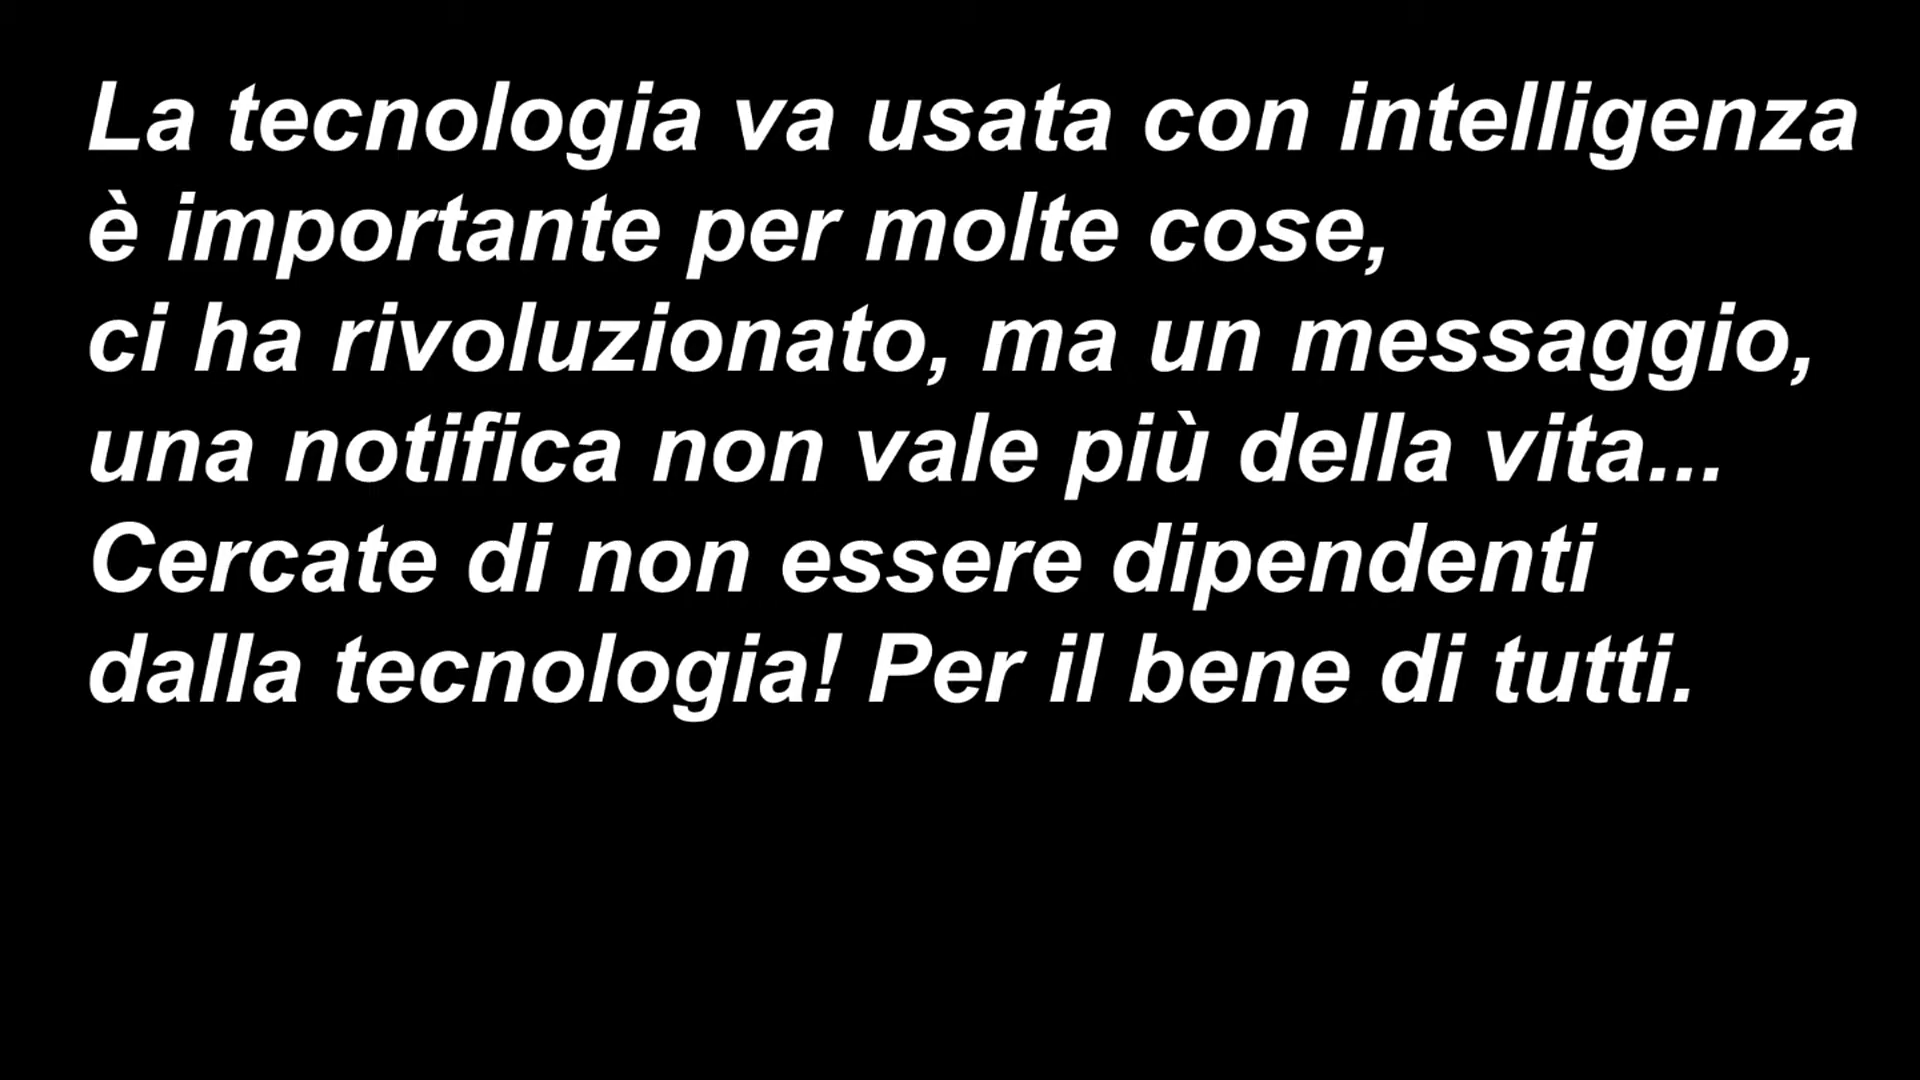 La tecnologia va usata con intelligenza
è importante per molte cose,
ci ha rivoluzionato, ma un messaggio,
una notifica non vale più della vita...
Cercate di non essere dipendenti
dalla tecnologia! Per il bene di tutti.